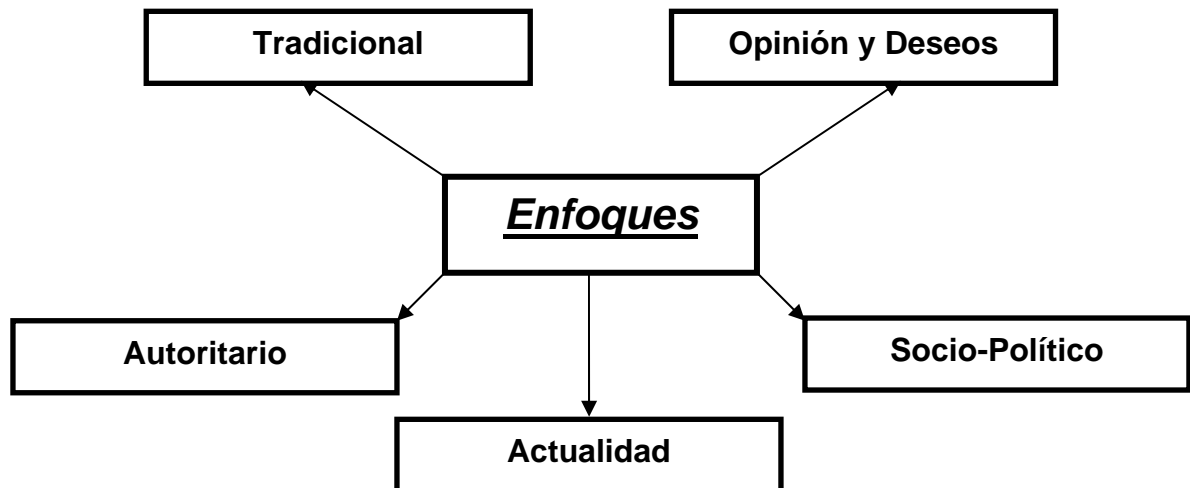 Tradicional
Opinión y Deseos
Enfoques
Autoritario
Socio-Político
Actualidad